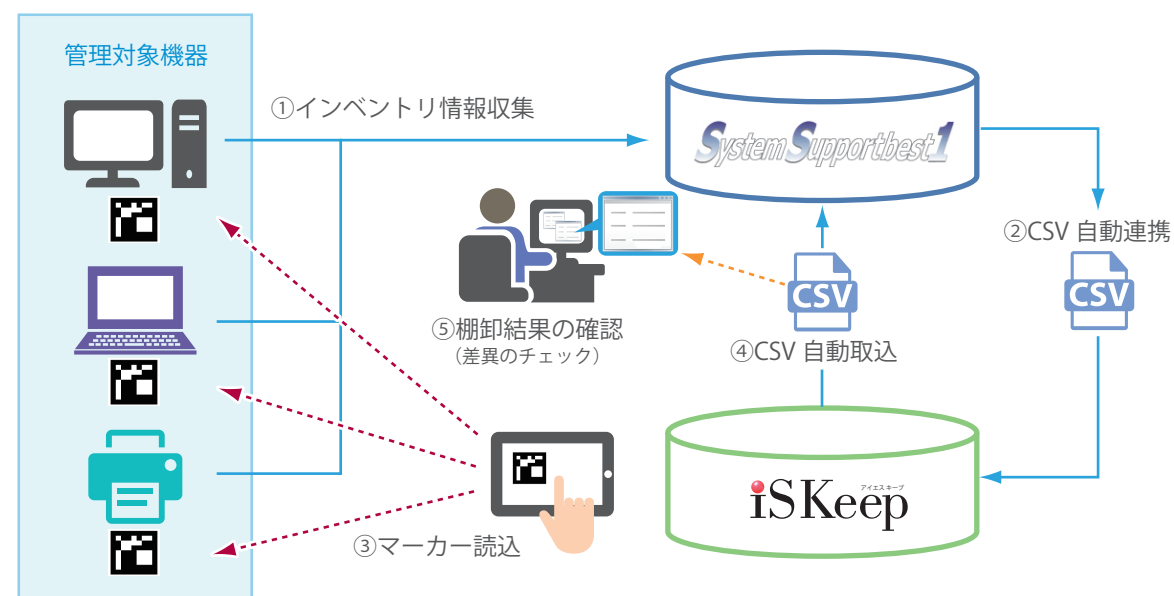 管理対象機器
①インベントリ情報収集
System Supportbest1
②CSV 自動連携
CSV
CSV
⑤棚卸結果の確認
（差異のチェック）
④CSV 自動取込
アイエスキープ
iSKeep
③マーカー読込